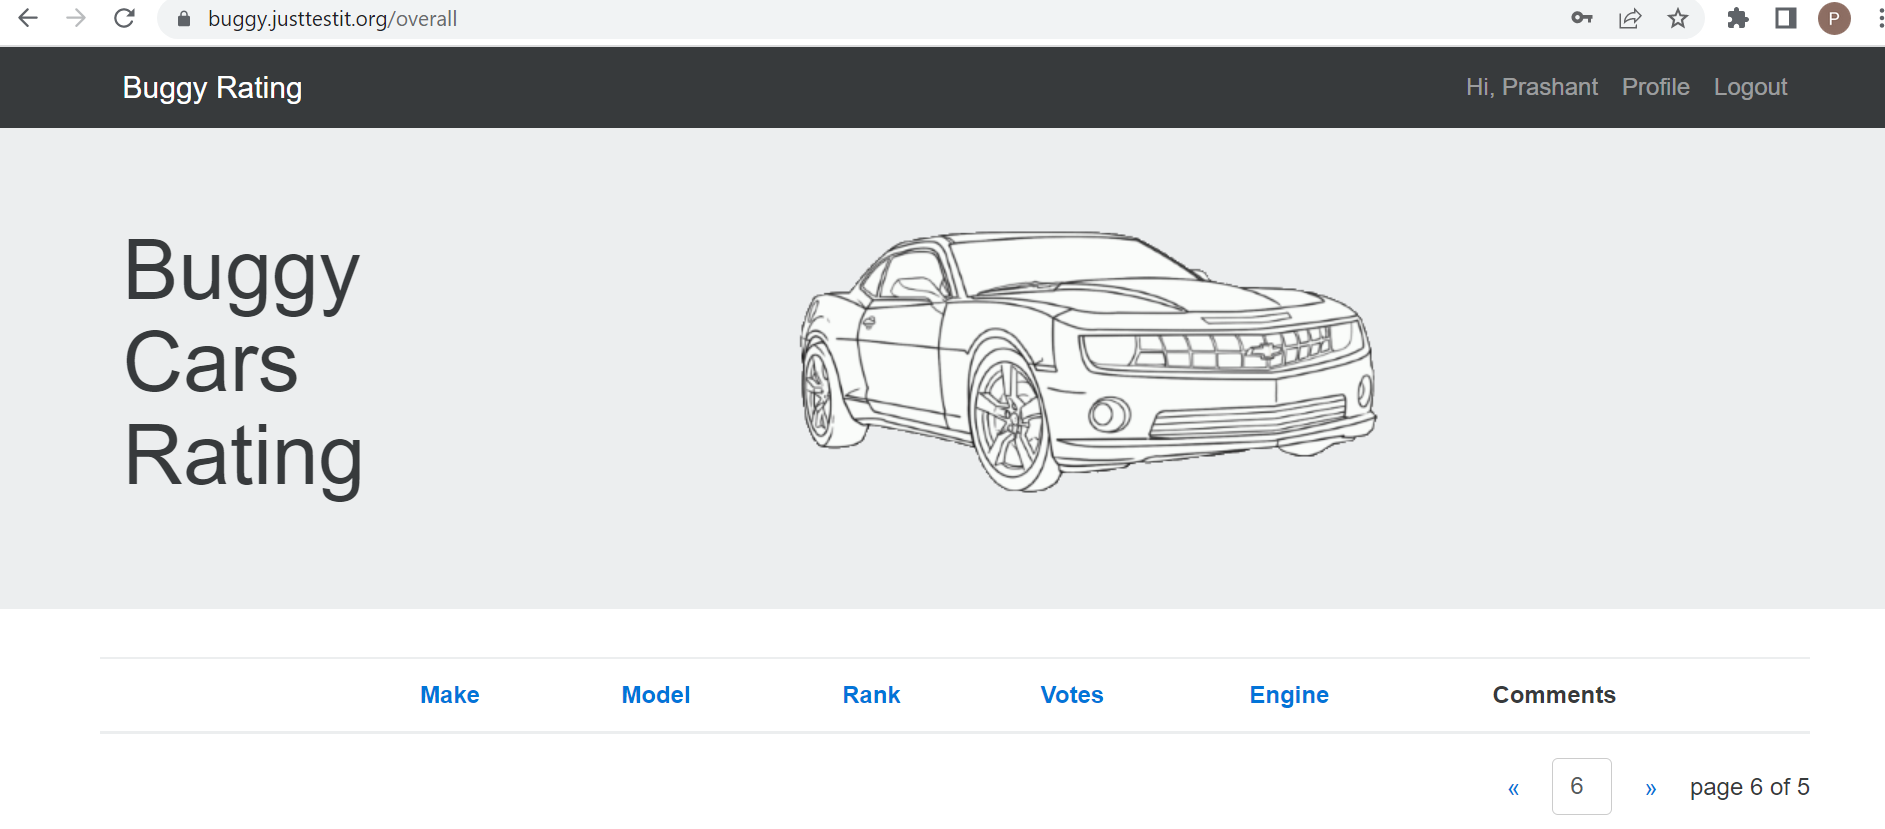 buggy.justtestit.org/overall
P
Buggy Rating
Hi, Prashant Profile Logout
Buggy
Cars
Rating
Make Model Rank Votes Engine Comments
« 6 » page 6 of 5